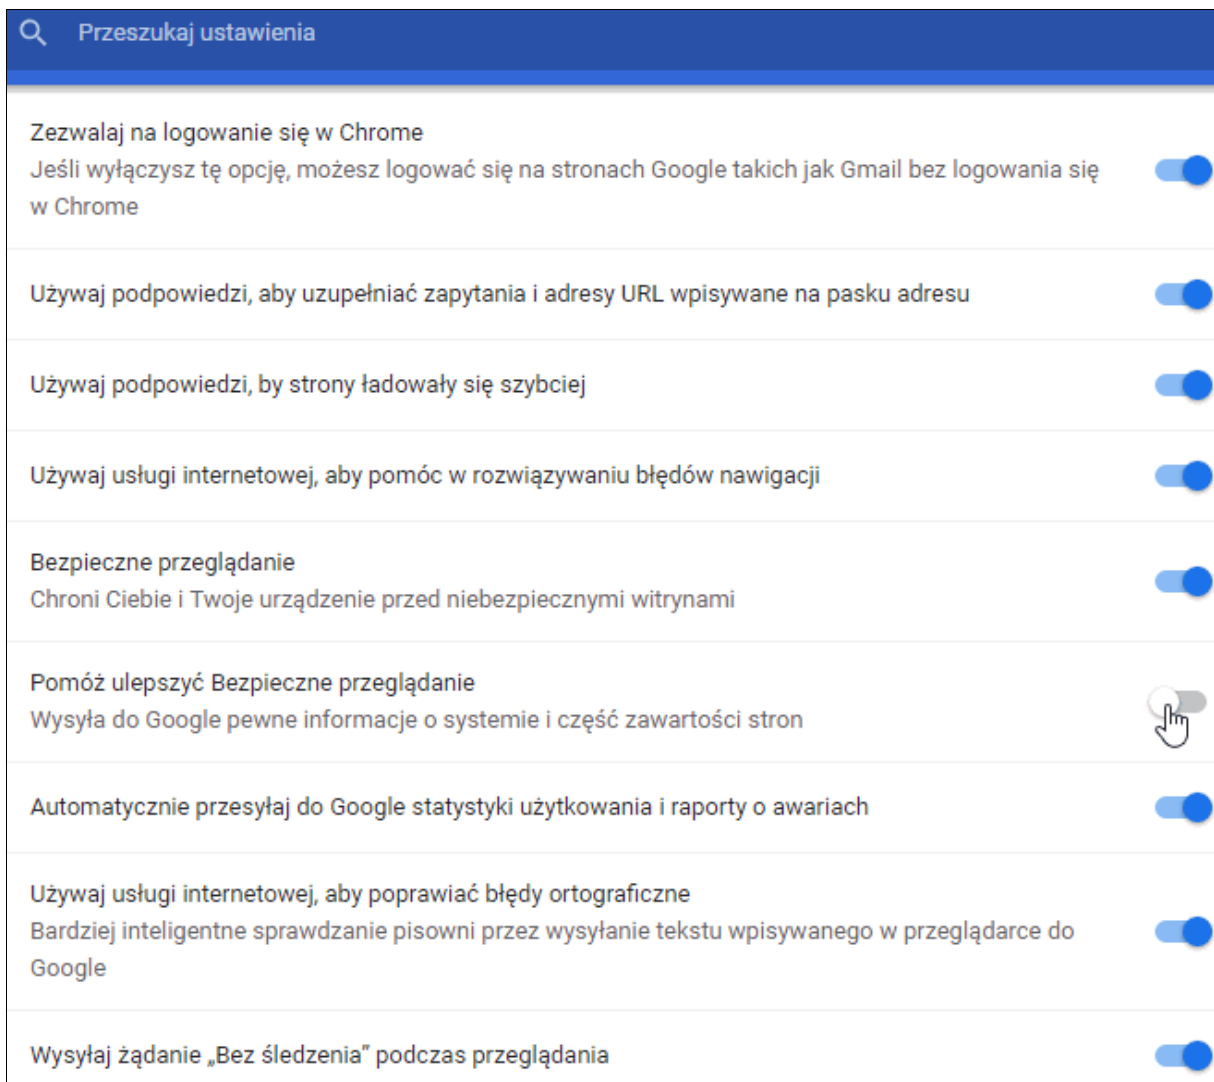 Przeszukaj ustawienia
Zezwalaj na logowanie się w Chrome
Jeśli wyłączysz tę opcję, możesz logować się na stronach Google takich jak Gmail bez logowania się
w Chrome
Używaj podpowiedzi, aby uzupełniać zapytania i adresy URL wpisywane na pasku adresu
Używaj podpowiedzi, by strony ładowały się szybciej
Używaj usługi internetowej, aby pomóc w rozwiązywaniu błędów nawigacji
Bezpieczne przeglądanie
Chroni Ciebie i Twoje urządzenie przed niebezpiecznymi witrynami
Pomóż ulepszyć Bezpieczne przeglądanie
Wysyła do Google pewne informacje o systemie i część zawartości stron
Automatycznie przesyłaj do Google statystyki użytkowania i raporty o awariach
Używaj usługi internetowej, aby poprawiać błędy ortograficzne
Bardziej inteligentne sprawdzanie pisowni przez wysyłanie tekstu wpisywanego w przeglądarce do
Google
Wysyłaj żądanie „Bez śledzenia” podczas przeglądania